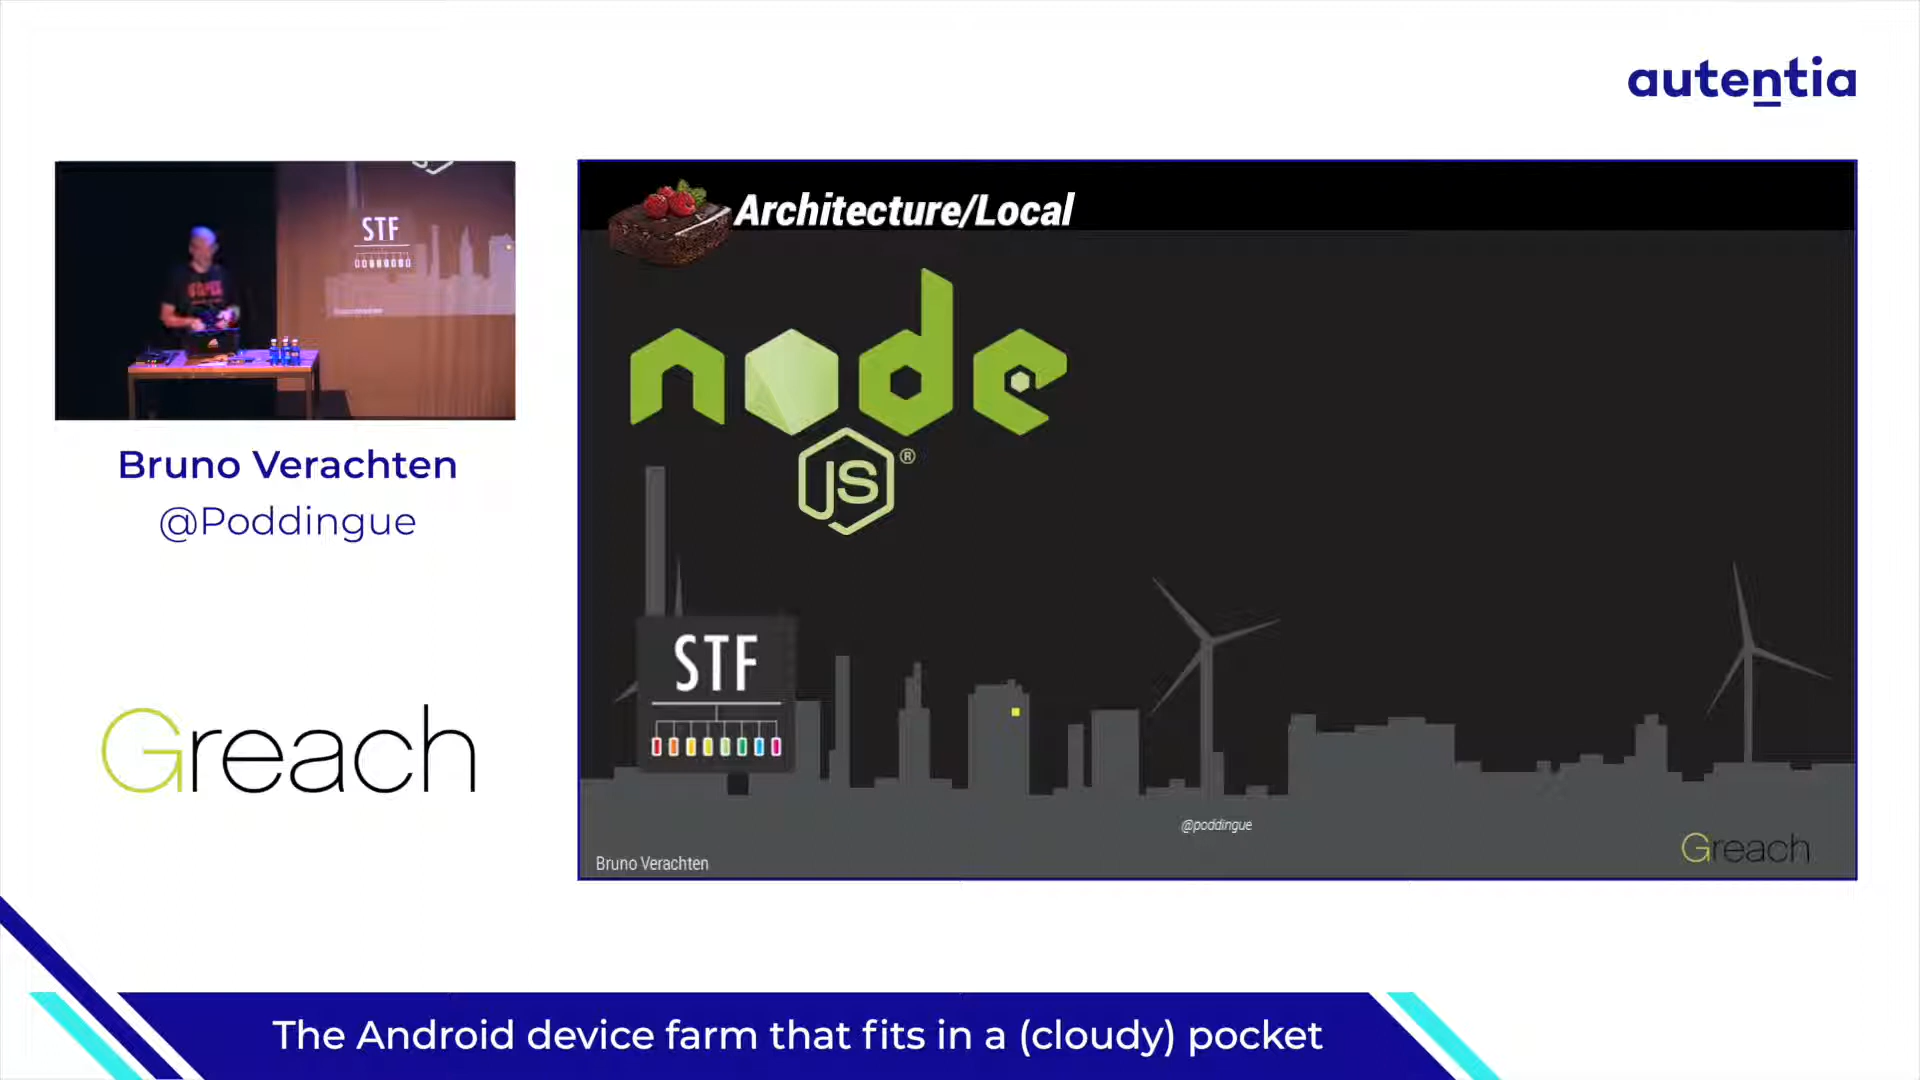 autentia
STF
Bruno Verachten
@Poddingue
Greach
Architecture/Local
node
JS®
STF
@poddingue
Bruno Verachten
Greach
The Android device farm that fits in a (cloudy) pocket